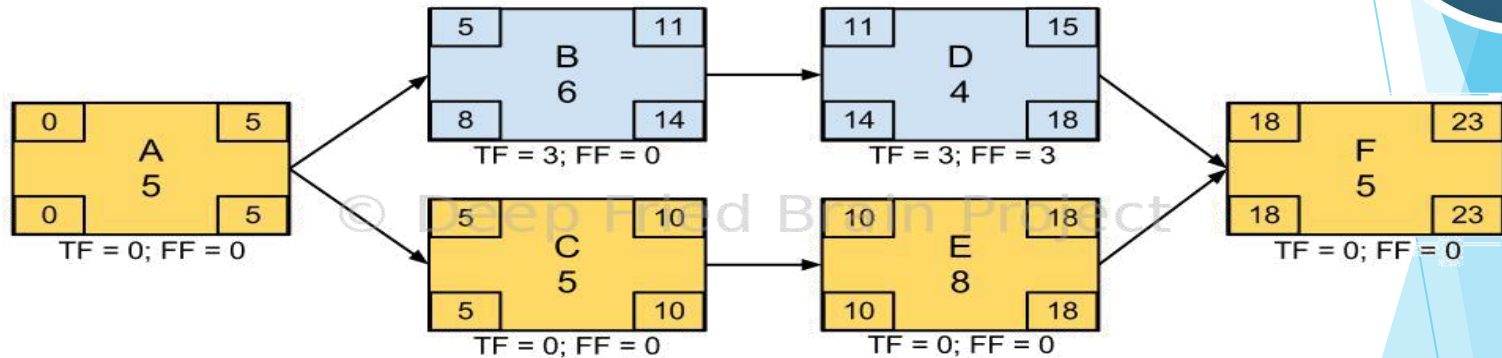 5 11
B
6
8 14
TF = 3; FF = 0
11 15
D
4
14 18
TF = 3; FF = 3
0 5
A
5
0 5
TF = 0; FF = 0
18 23
F
5
18 23
TF = 0; FF = 0
© Deep Fried Brain Project
5 10
C
5
5 10
TF = 0; FF = 0
10 18
E
8
10 18
TF = 0; FF = 0